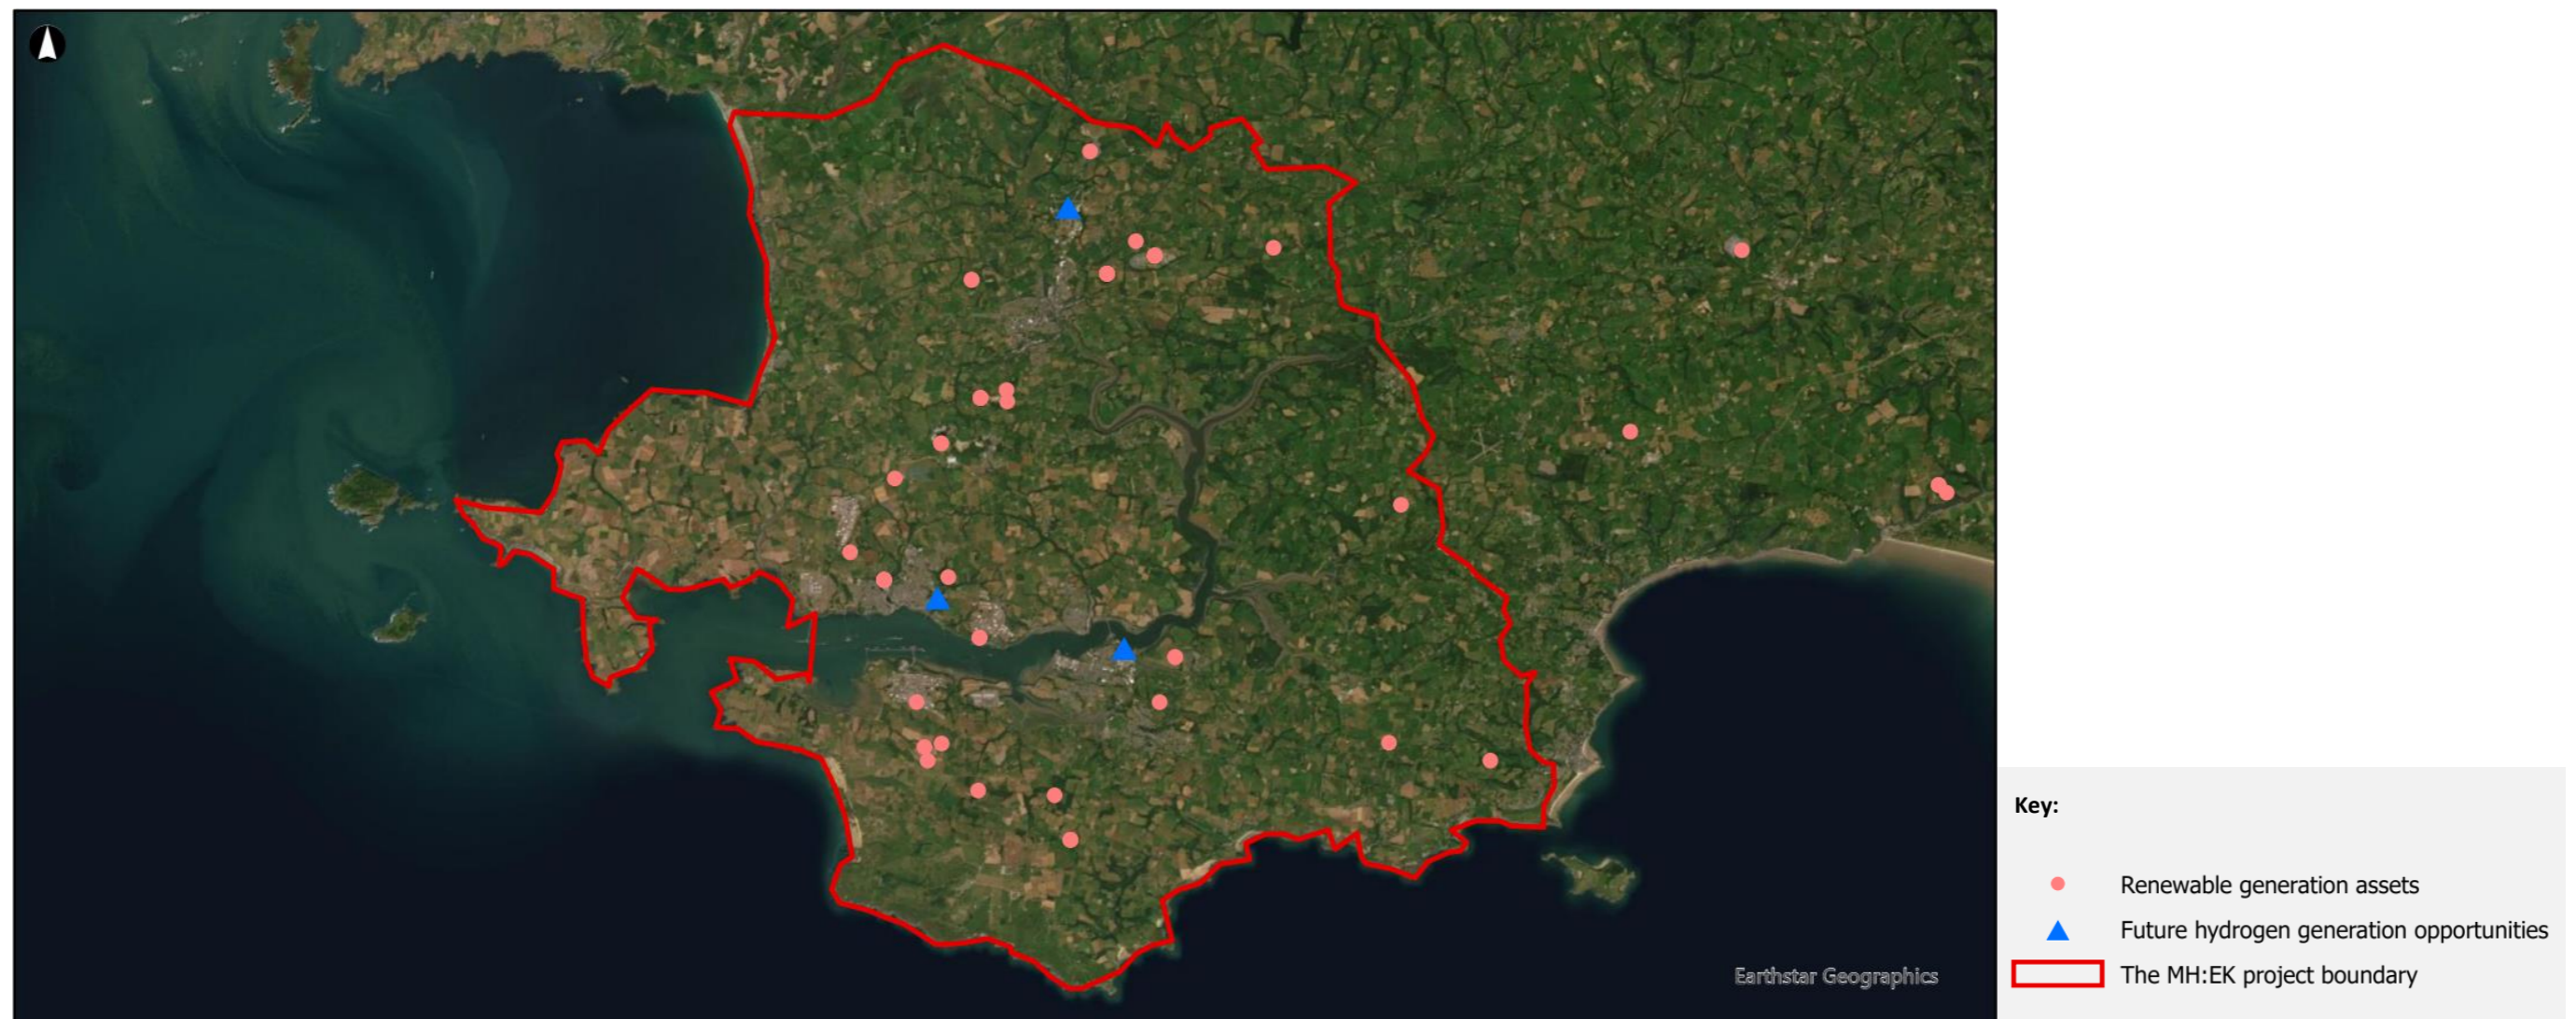 Key:
Renewable generation assets
Future hydrogen generation opportunities
The MH:EK project boundary
Earthstar Geographics